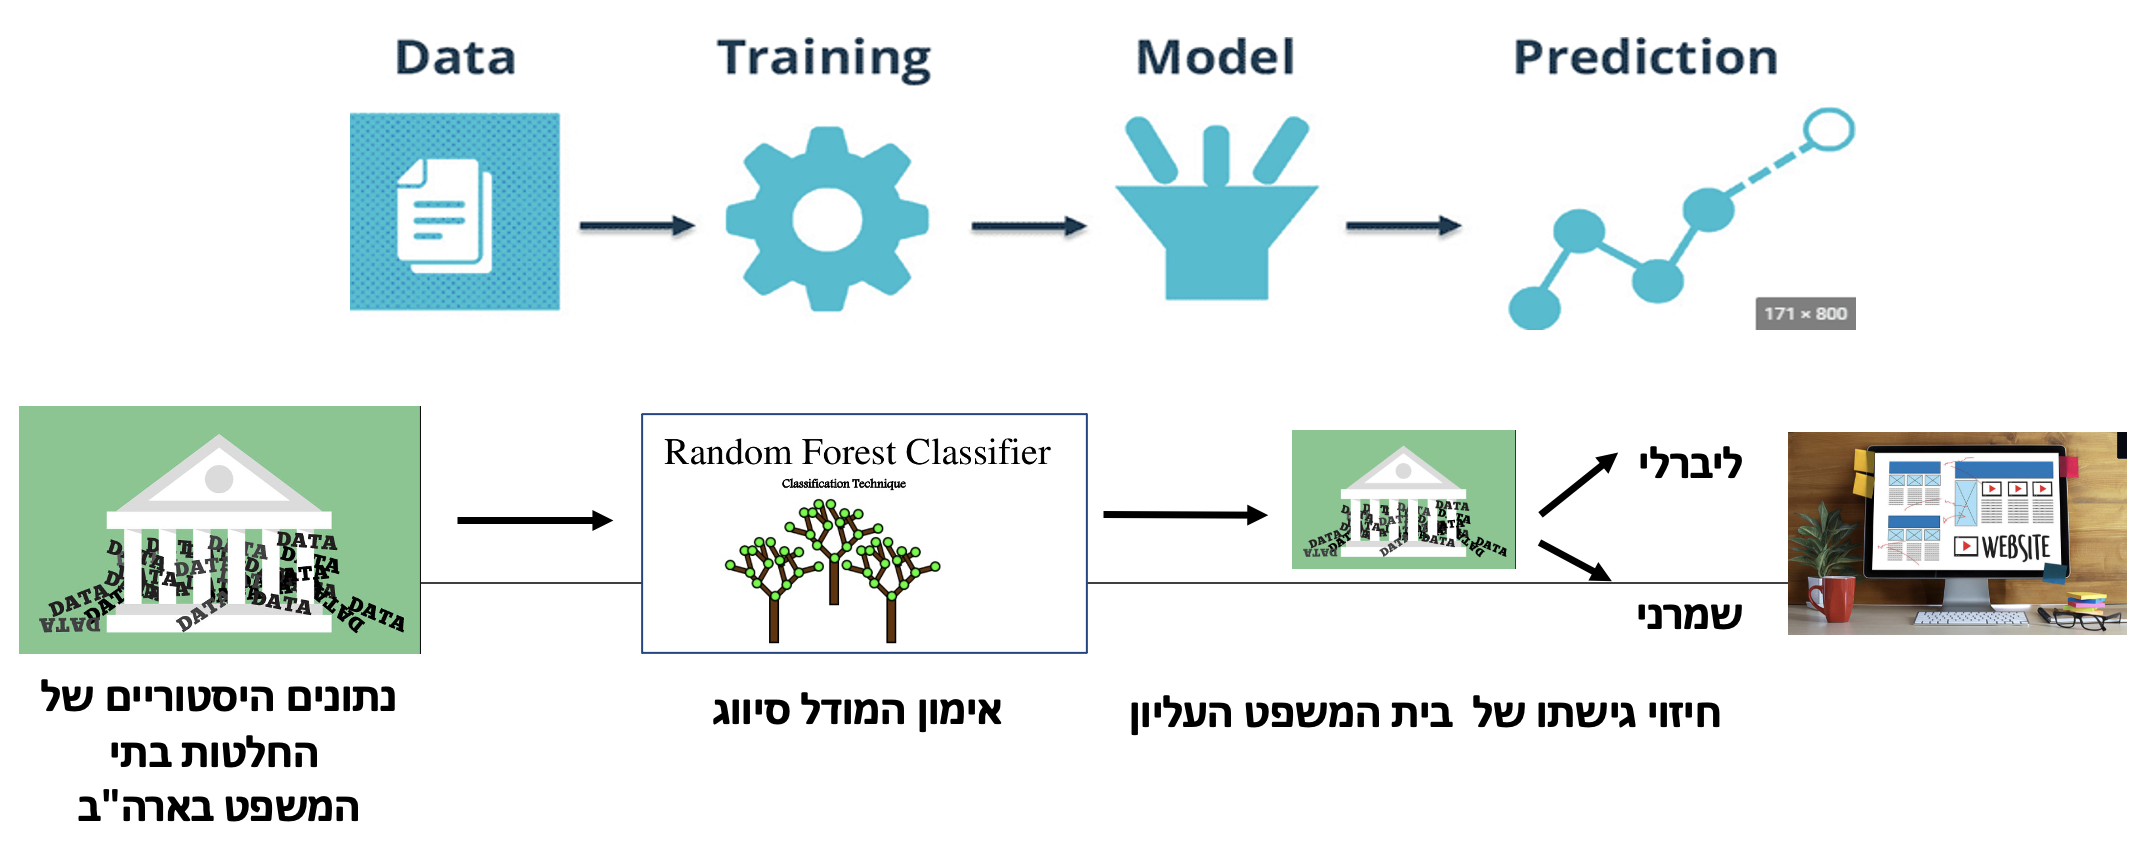 Data Training Model Prediction
171 × 800
Random Forest Classifier
Classification Technique
ליברלי
שמרני
WEBSITE
DATA DATA DATA DATA DATA DATA DATA
DATA DATA DATA
נתונים היסטוריים של
החלטות בתי
המשפט בארה"ב
אימון המודל סיווג
חיזוי גישתו של בית המשפט העליון